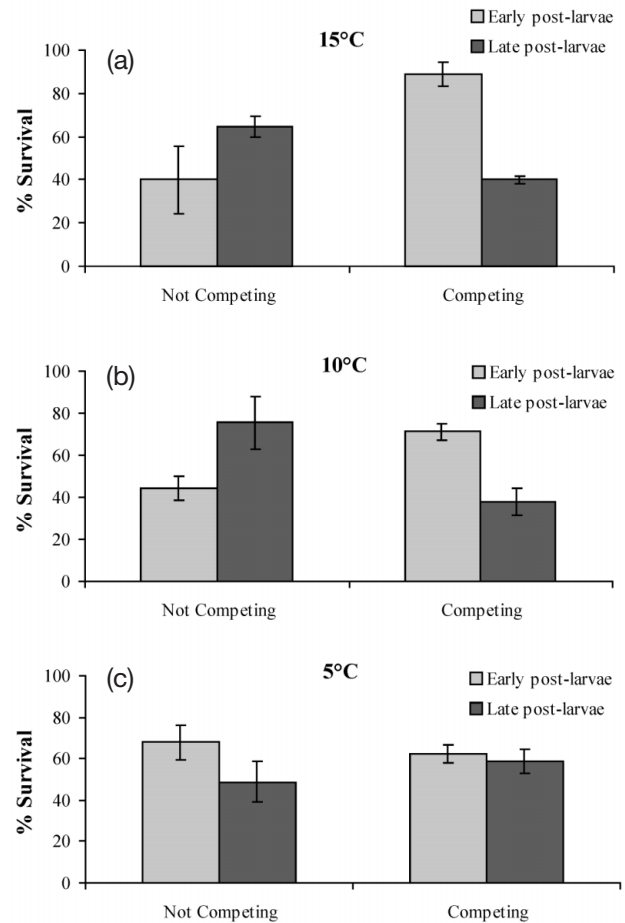 (a)
15°C
Early post-larvae
Late post-larvae
% Survival
100
80
60
40
20
0
Not Competing
Competing
(b)
10°C
Early post-larvae
Late post-larvae
% Survival
100
80
60
40
20
0
Not Competing
Competing
(c)
5°C
Early post-larvae
Late post-larvae
% Survival
100
80
60
40
20
0
Not Competing
Competing